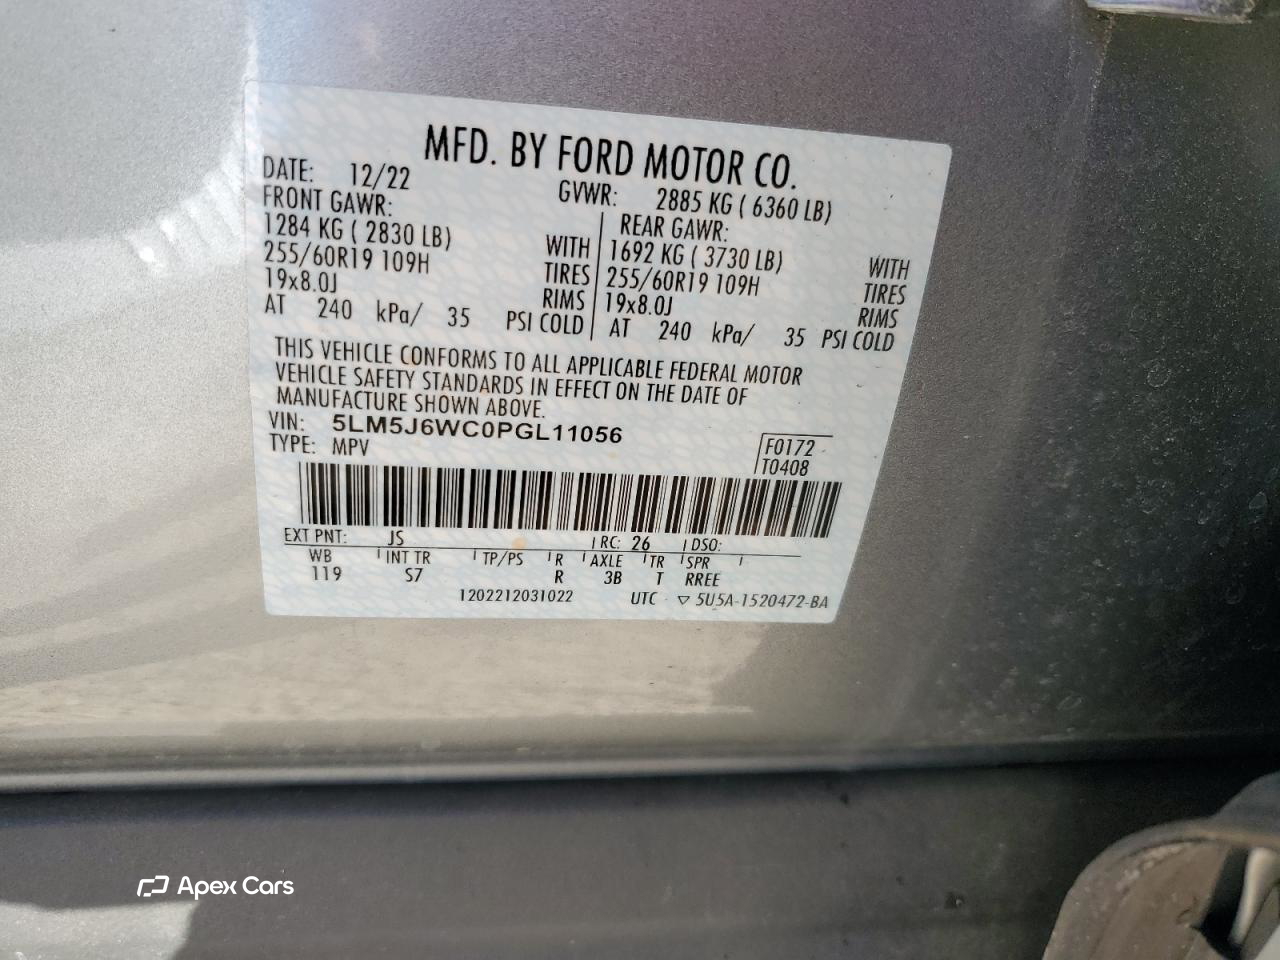 MFD. BY FORD MOTOR CO.
DATE: 12/22 GVWR: 2885 KG ( 6360 LB)
FRONT GAWR: REAR GAWR:
1284 KG ( 2830 LB) WITH 1692 KG ( 3730 LB) WITH
255/60R19 109H TIRES 255/60R19 109H TIRES
19x8.0J RIMS 19x8.0J RIMS
AT 240 kPa/ 35 PSI COLD AT 240 kPa/ 35 PSI COLD
THIS VEHICLE CONFORMS TO ALL APPLICABLE FEDERAL MOTOR
VEHICLE SAFETY STANDARDS IN EFFECT ON THE DATE OF
MANUFACTURE SHOWN ABOVE.
VIN: 5LM5J6WC0PGL11056
TYPE: MPV
F0172
T0408
EXT PNT: JS RC: 26 DSO:
WB INT TR TP/PS R AXLE TR SPR
119 S7 R 3B T RREE
1202212031022 UTC ▽ 5U5A-1520472-BA
Apex Cars